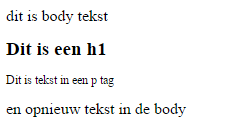 dit is body tekst
Dit is een h1
Dit is tekst in een p tag
en opnieuw tekst in de body